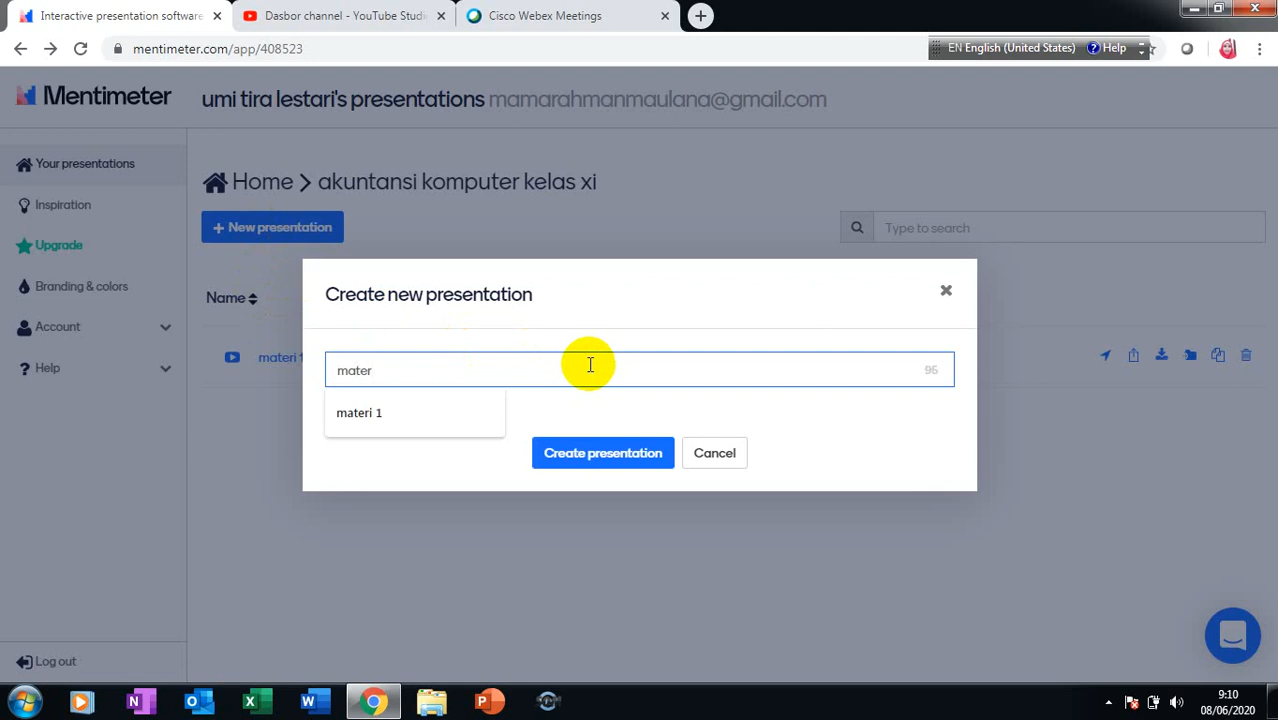 Interactive presentation software
Dasbor channel - YouTube Studi
Cisco Webex Meetings
mentimeter.com/app/408523
EN English (United States)
? Help
Mentimeter
umi tira lestari's presentations mamarahmanmaulana@gmail.com
Your presentations
Home > akuntansi komputer kelas xi
Inspiration
+ New presentation
Type to search
Upgrade
Branding & colors
Create new presentation
Name
Account
materi 1
mater
96
Help
materi 1
Create presentation
Cancel
Log out
9:10
08/06/2020